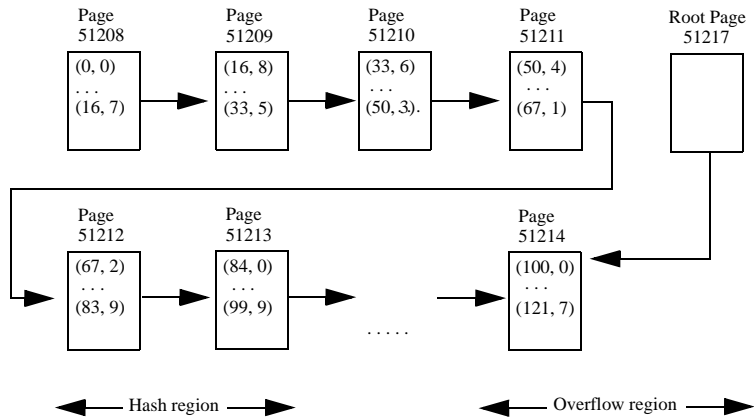 Page
51208
(0, 0)
. . .
(16, 7)
Page
51209
(16, 8)
. . .
(33, 5)
Page
51210
(33, 6)
. . .
(50, 3).
Page
51211
(50, 4)
. . .
(67, 1)
Root Page
51217
Page
51212
(67, 2)
. . .
(83, 9)
Page
51213
(84, 0)
. . .
(99, 9)
. . . . .
Page
51214
(100, 0)
. . .
(121, 7)
Hash region
Overflow region